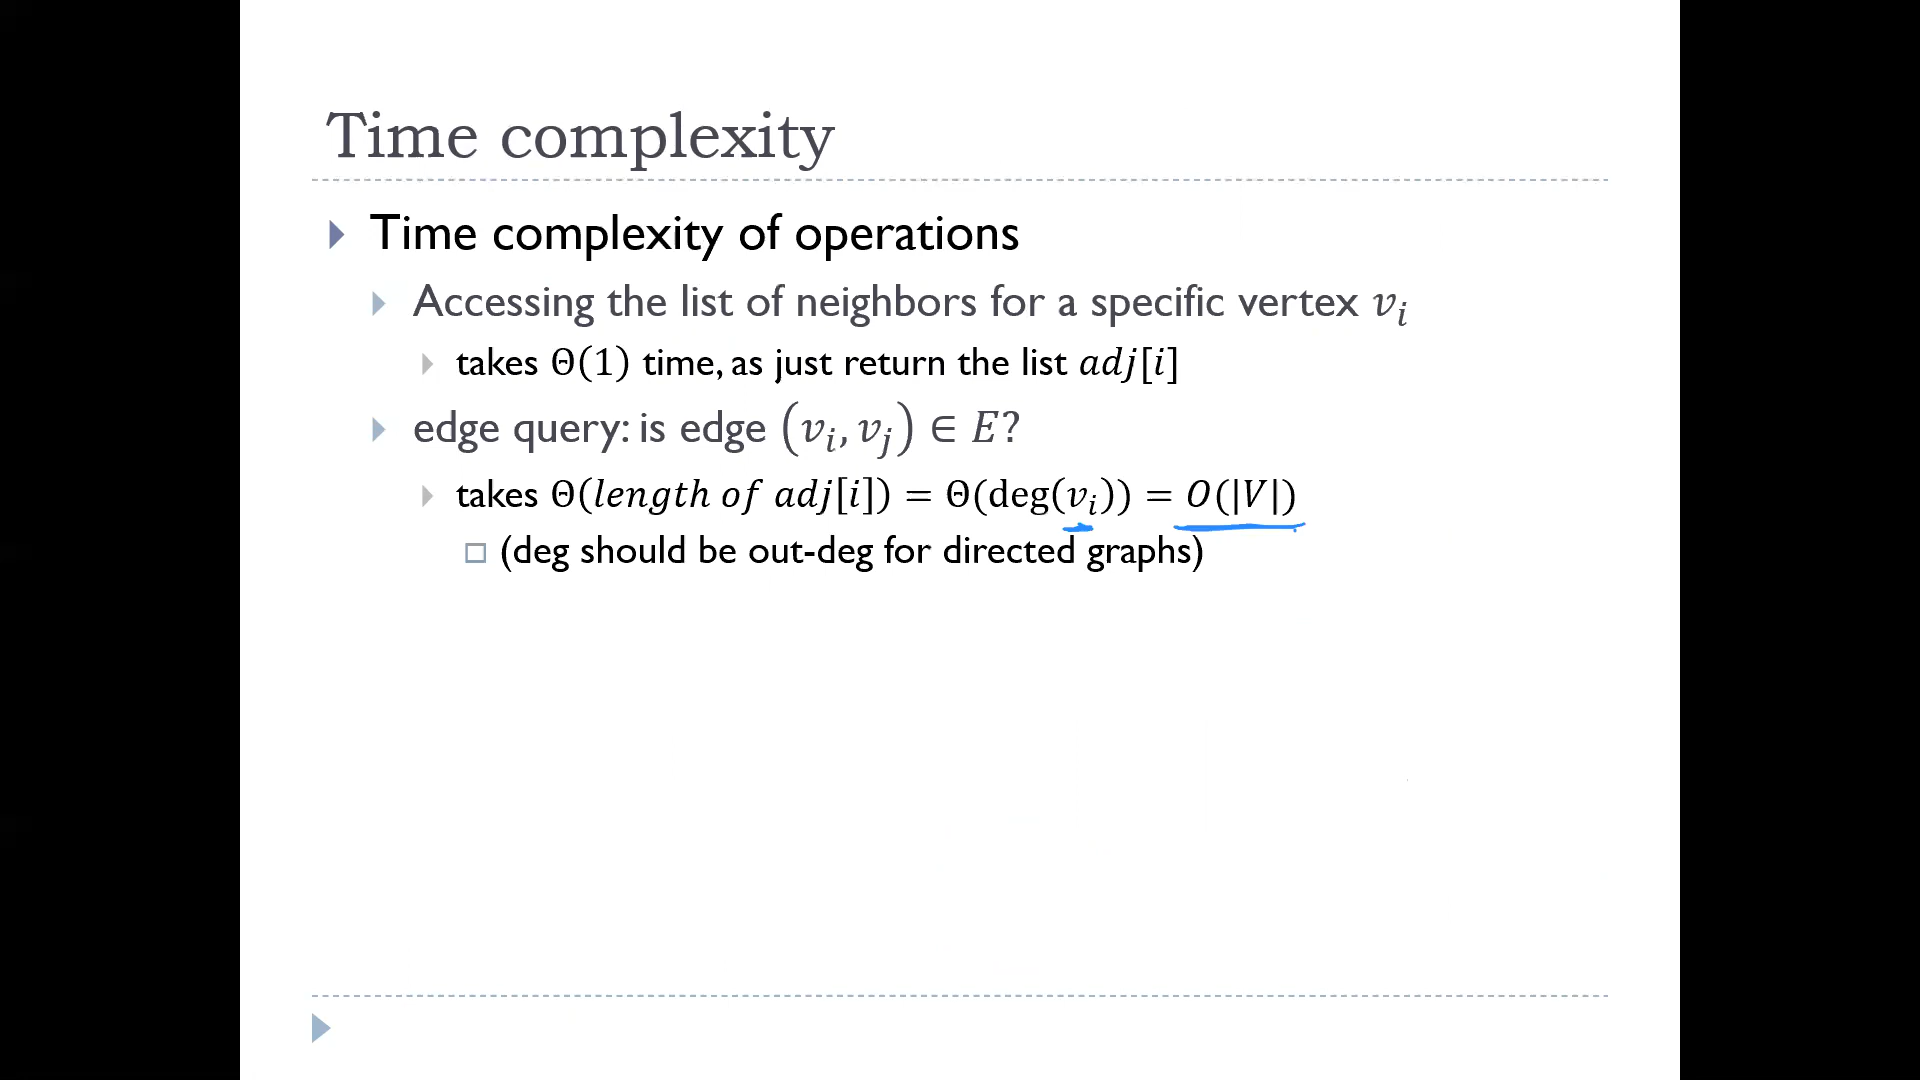 Time complexity
Time complexity of operations
Accessing the list of neighbors for a specific vertex 𝑣ᵢ
takes Θ(1) time, as just return the list 𝑎𝑑𝑗[𝑖]
edge query: is edge (𝑣ᵢ, 𝑣ⱼ) ∈ 𝐸?
takes Θ(𝑙𝑒𝑛𝑔𝑡ℎ 𝑜𝑓 𝑎𝑑𝑗[𝑖]) = Θ(deg(𝑣ᵢ)) = 𝑂(|𝑉|)
(deg should be out-deg for directed graphs)